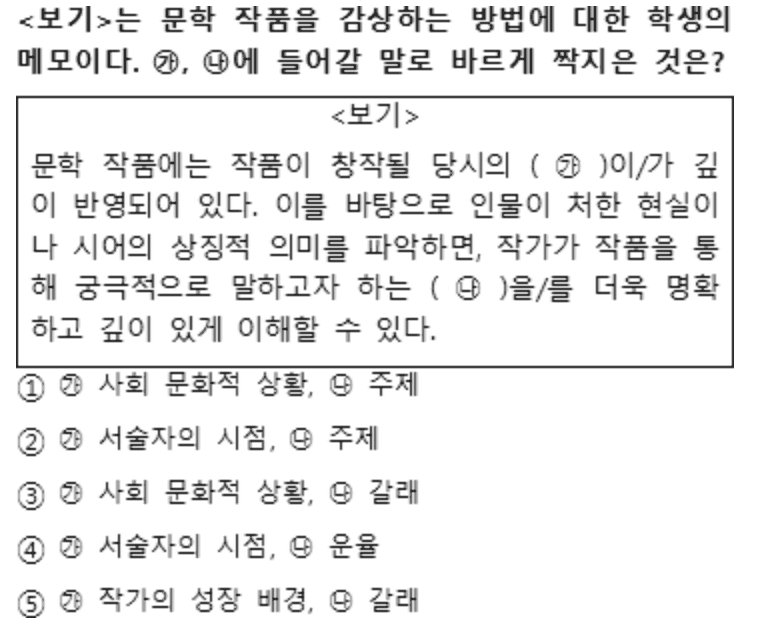 <보기>는 문학 작품을 감상하는 방법에 대한 학생의
메모이다. ㉮, ㉯에 들어갈 말로 바르게 짝지은 것은?
<보기>
문학 작품에는 작품이 창작될 당시의 ( ㉮ )이/가 깊
이 반영되어 있다. 이를 바탕으로 인물이 처한 현실이
나 시어의 상징적 의미를 파악하면, 작가가 작품을 통
해 궁극적으로 말하고자 하는 ( ㉯ )을/를 더욱 명확
하고 깊이 있게 이해할 수 있다.
① ㉮ 사회 문화적 상황, ㉯ 주제
② ㉮ 서술자의 시점, ㉯ 주제
③ ㉮ 사회 문화적 상황, ㉯ 갈래
④ ㉮ 서술자의 시점, ㉯ 운율
⑤ ㉮ 작가의 성장 배경, ㉯ 갈래